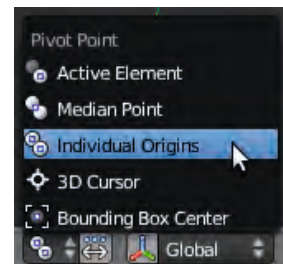 Pivot Point
Active Element
Median Point
Individual Origins
3D Cursor
Bounding Box Center
Global